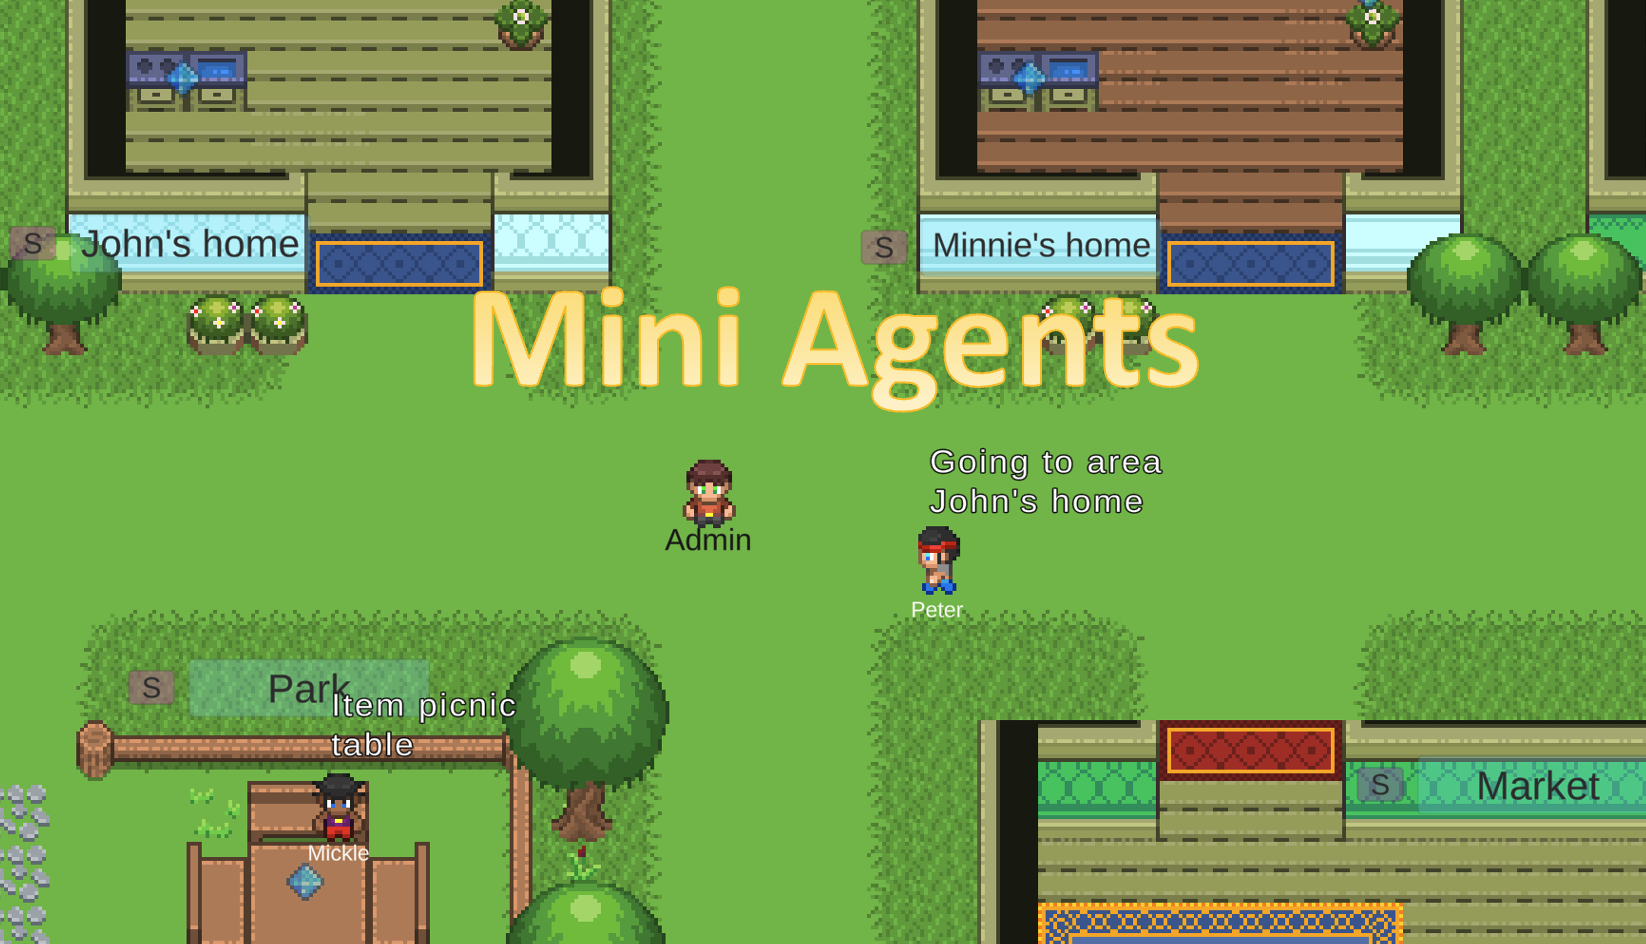 S
John's home
S
Minnie's home
Mini Agents
Going to area
John's home
Admin
Peter
S
Park
Item picnic
table
S
Market
Mickle